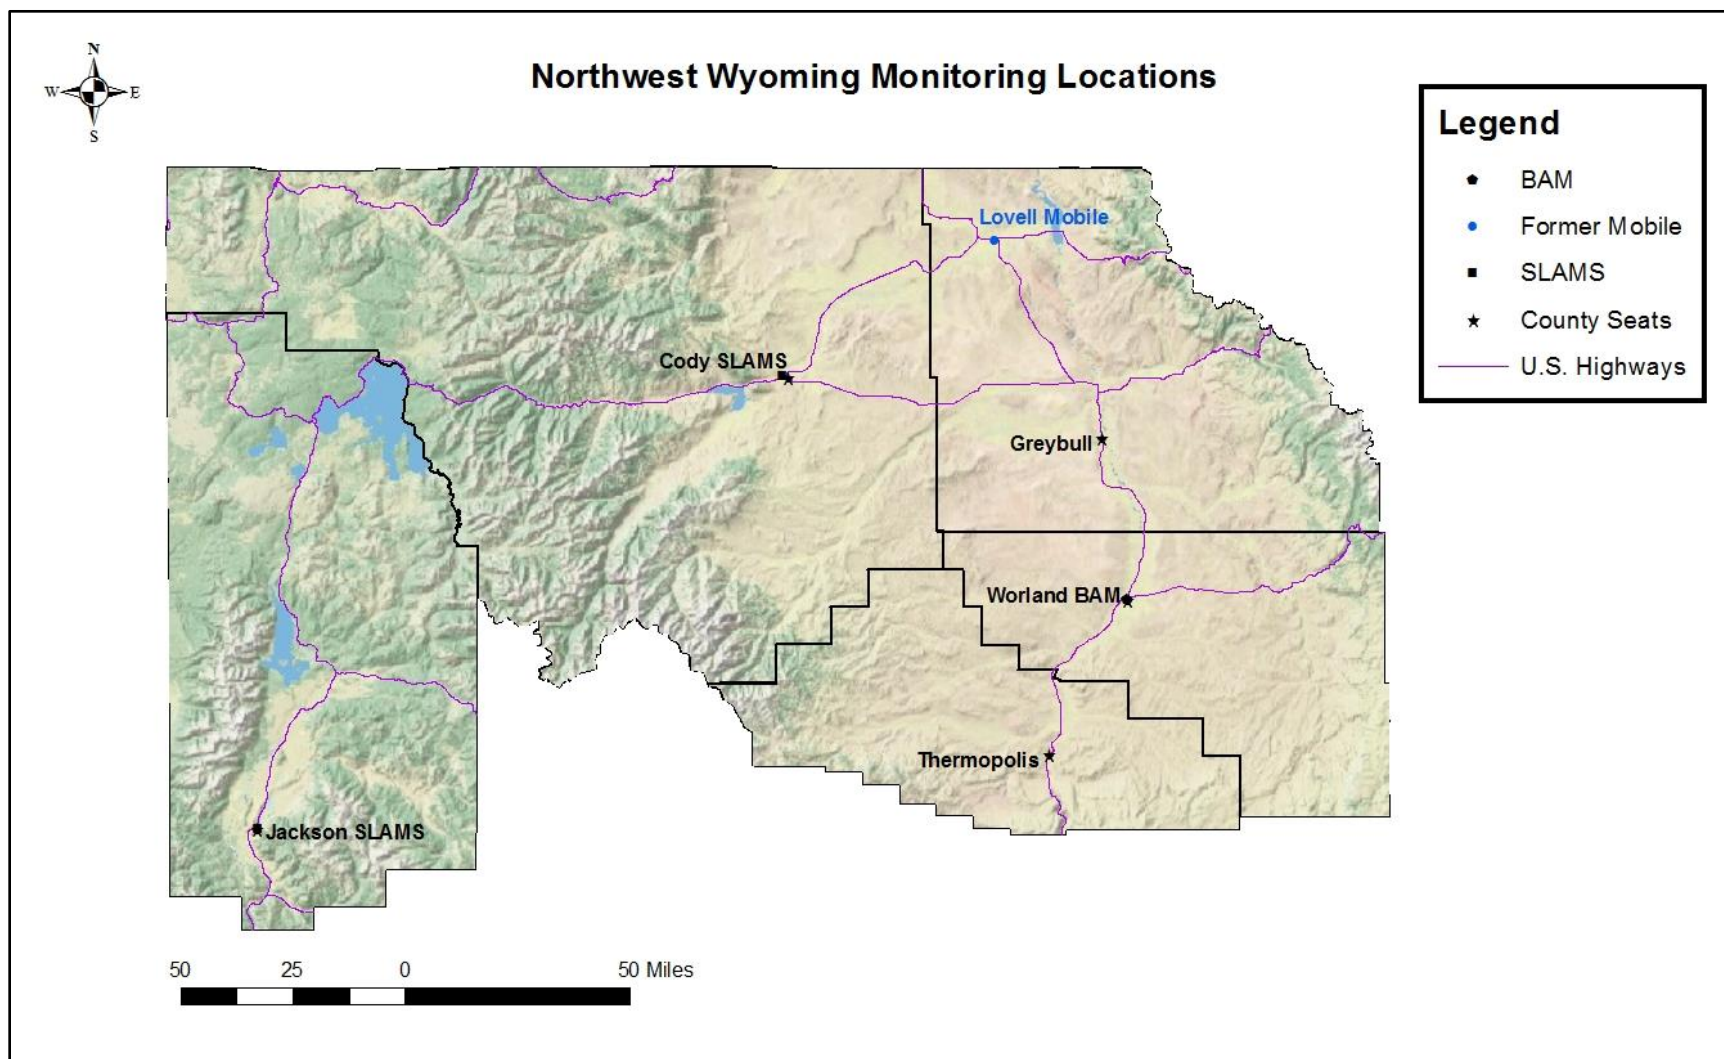 N
W E
S
Northwest Wyoming Monitoring Locations
Legend
BAM
Former Mobile
SLAMS
County Seats
U.S. Highways
Lovell Mobile
Cody SLAMS
Greybull
Worland BAM
Thermopolis
Jackson SLAMS
50 25 0 50 Miles